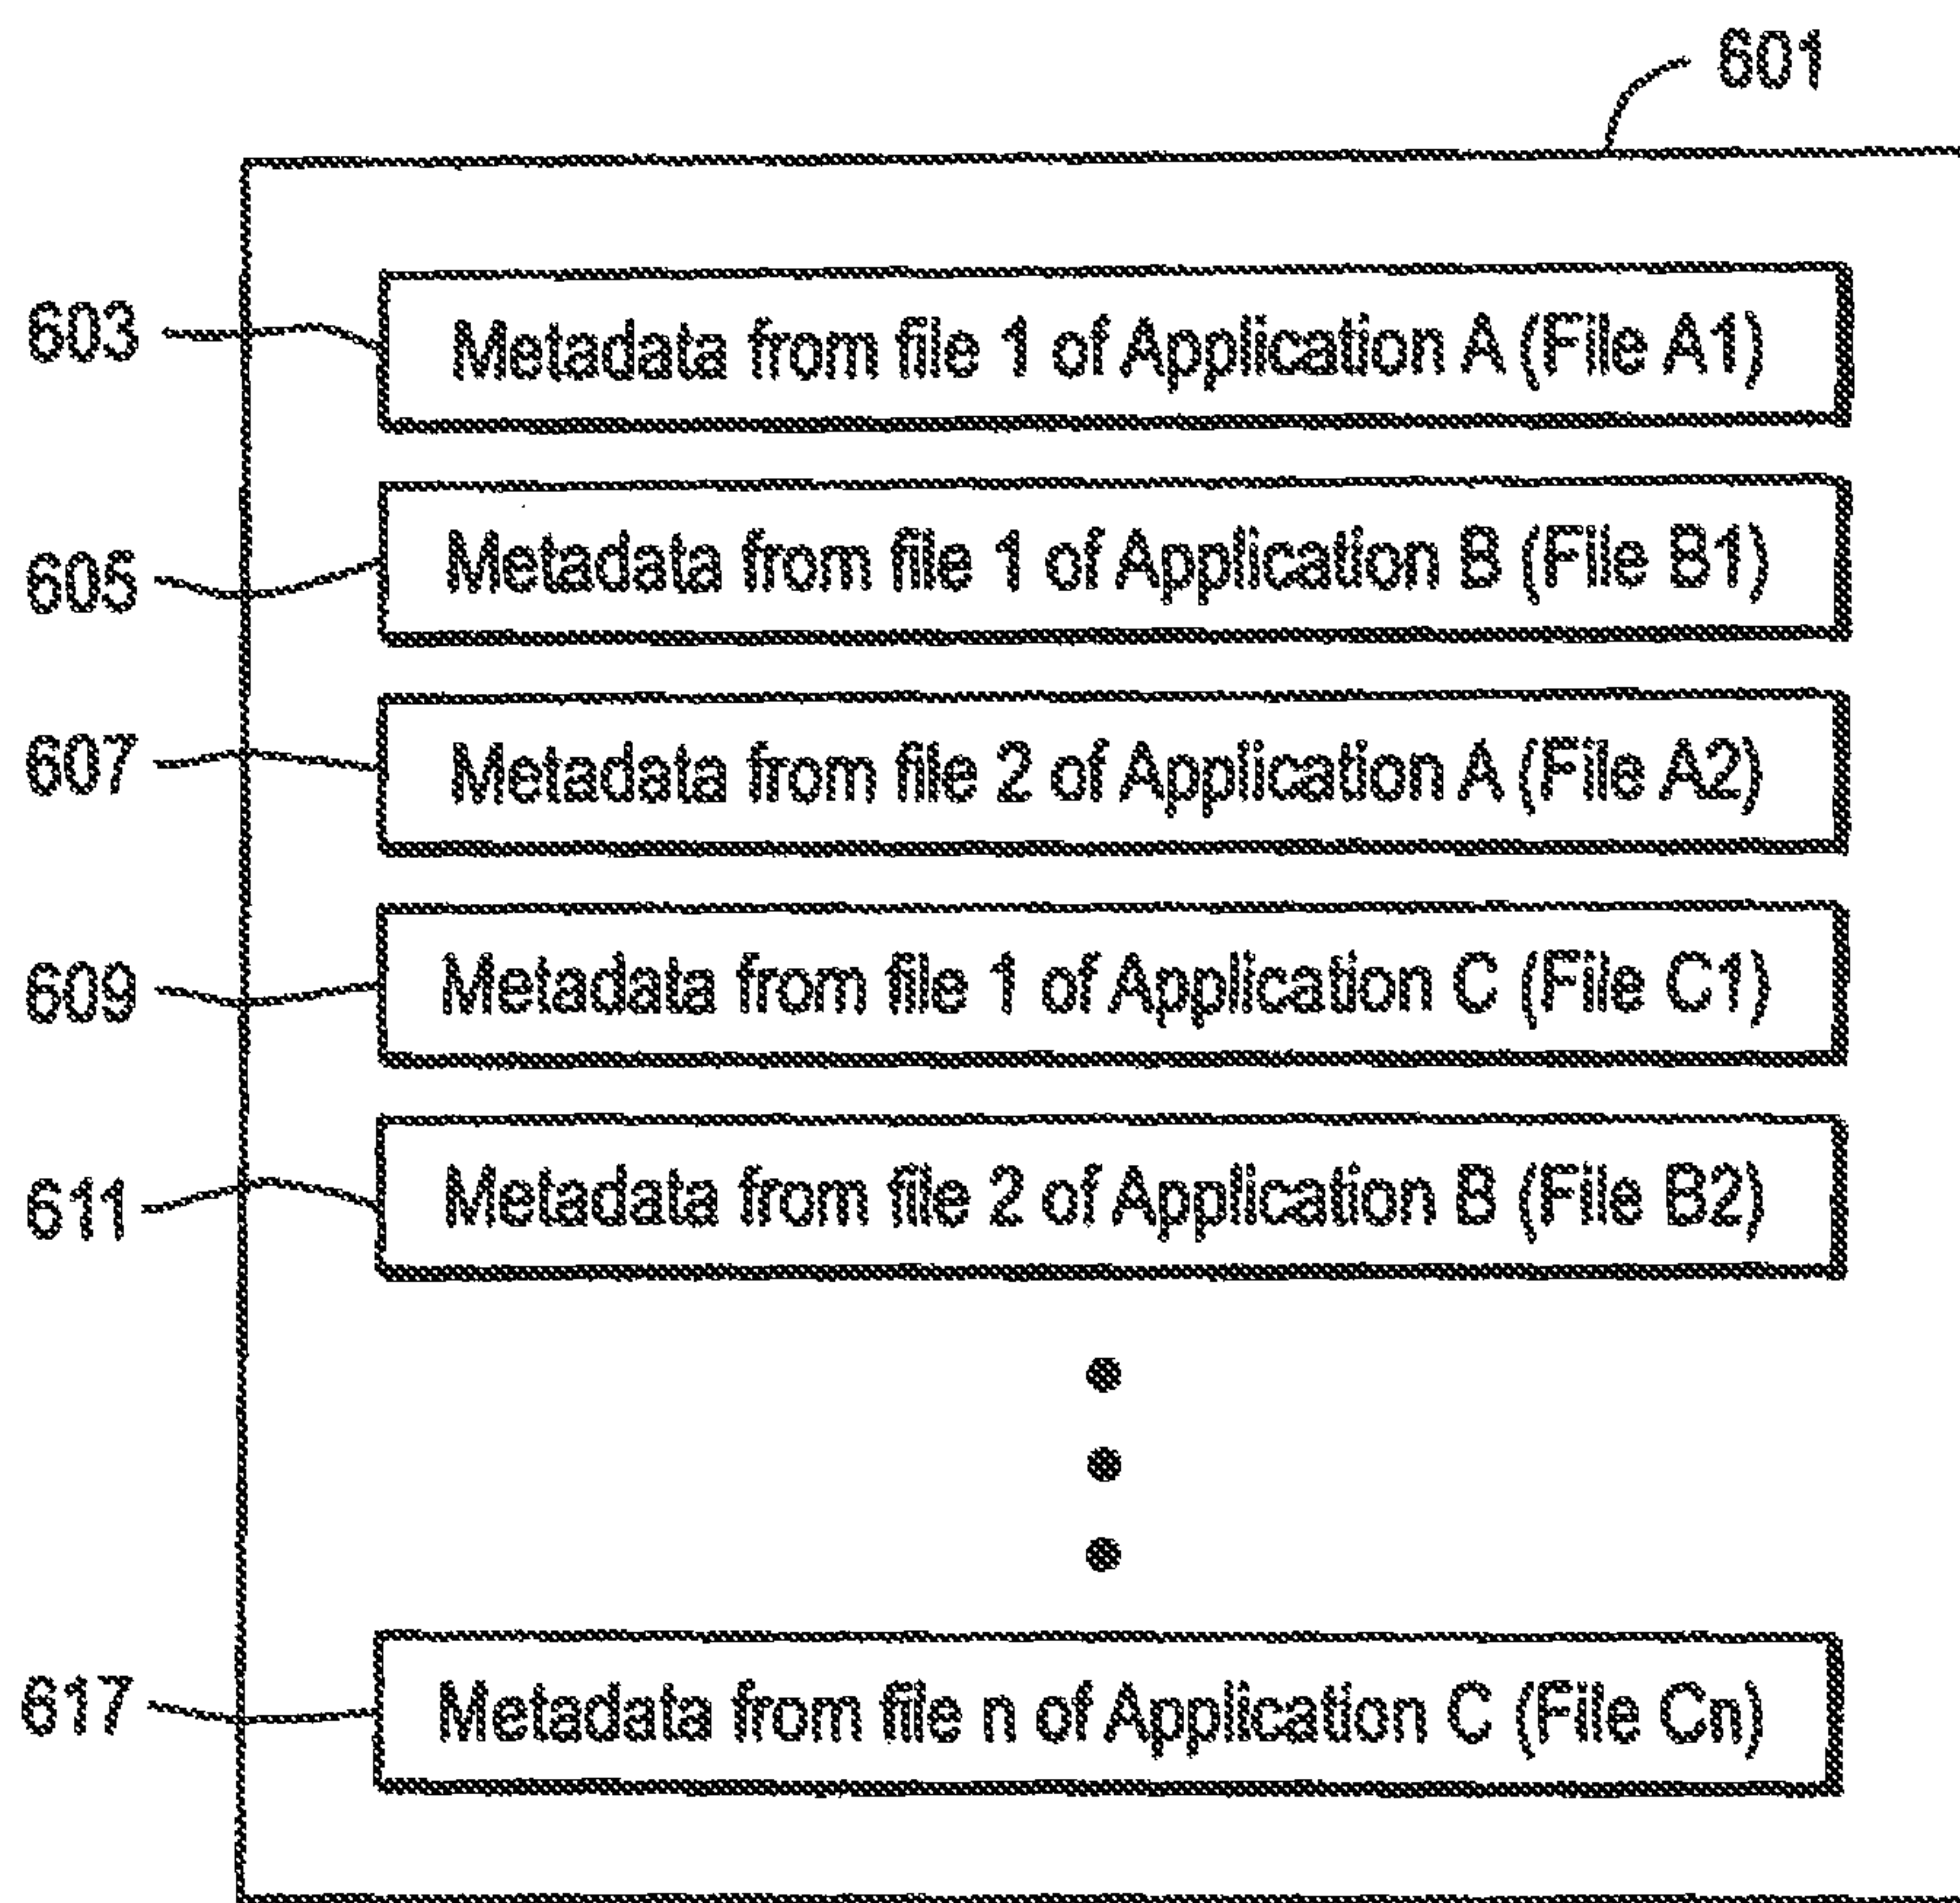 601
603 Metadata from file 1 of Application A (File A1)
605 Metadata from file 1 of Application B (File B1)
607 Metadata from file 2 of Application A (File A2)
609 Metadata from file 1 of Application C (File C1)
611 Metadata from file 2 of Application B (File B2)
617 Metadata from file n of Application C (File Cn)